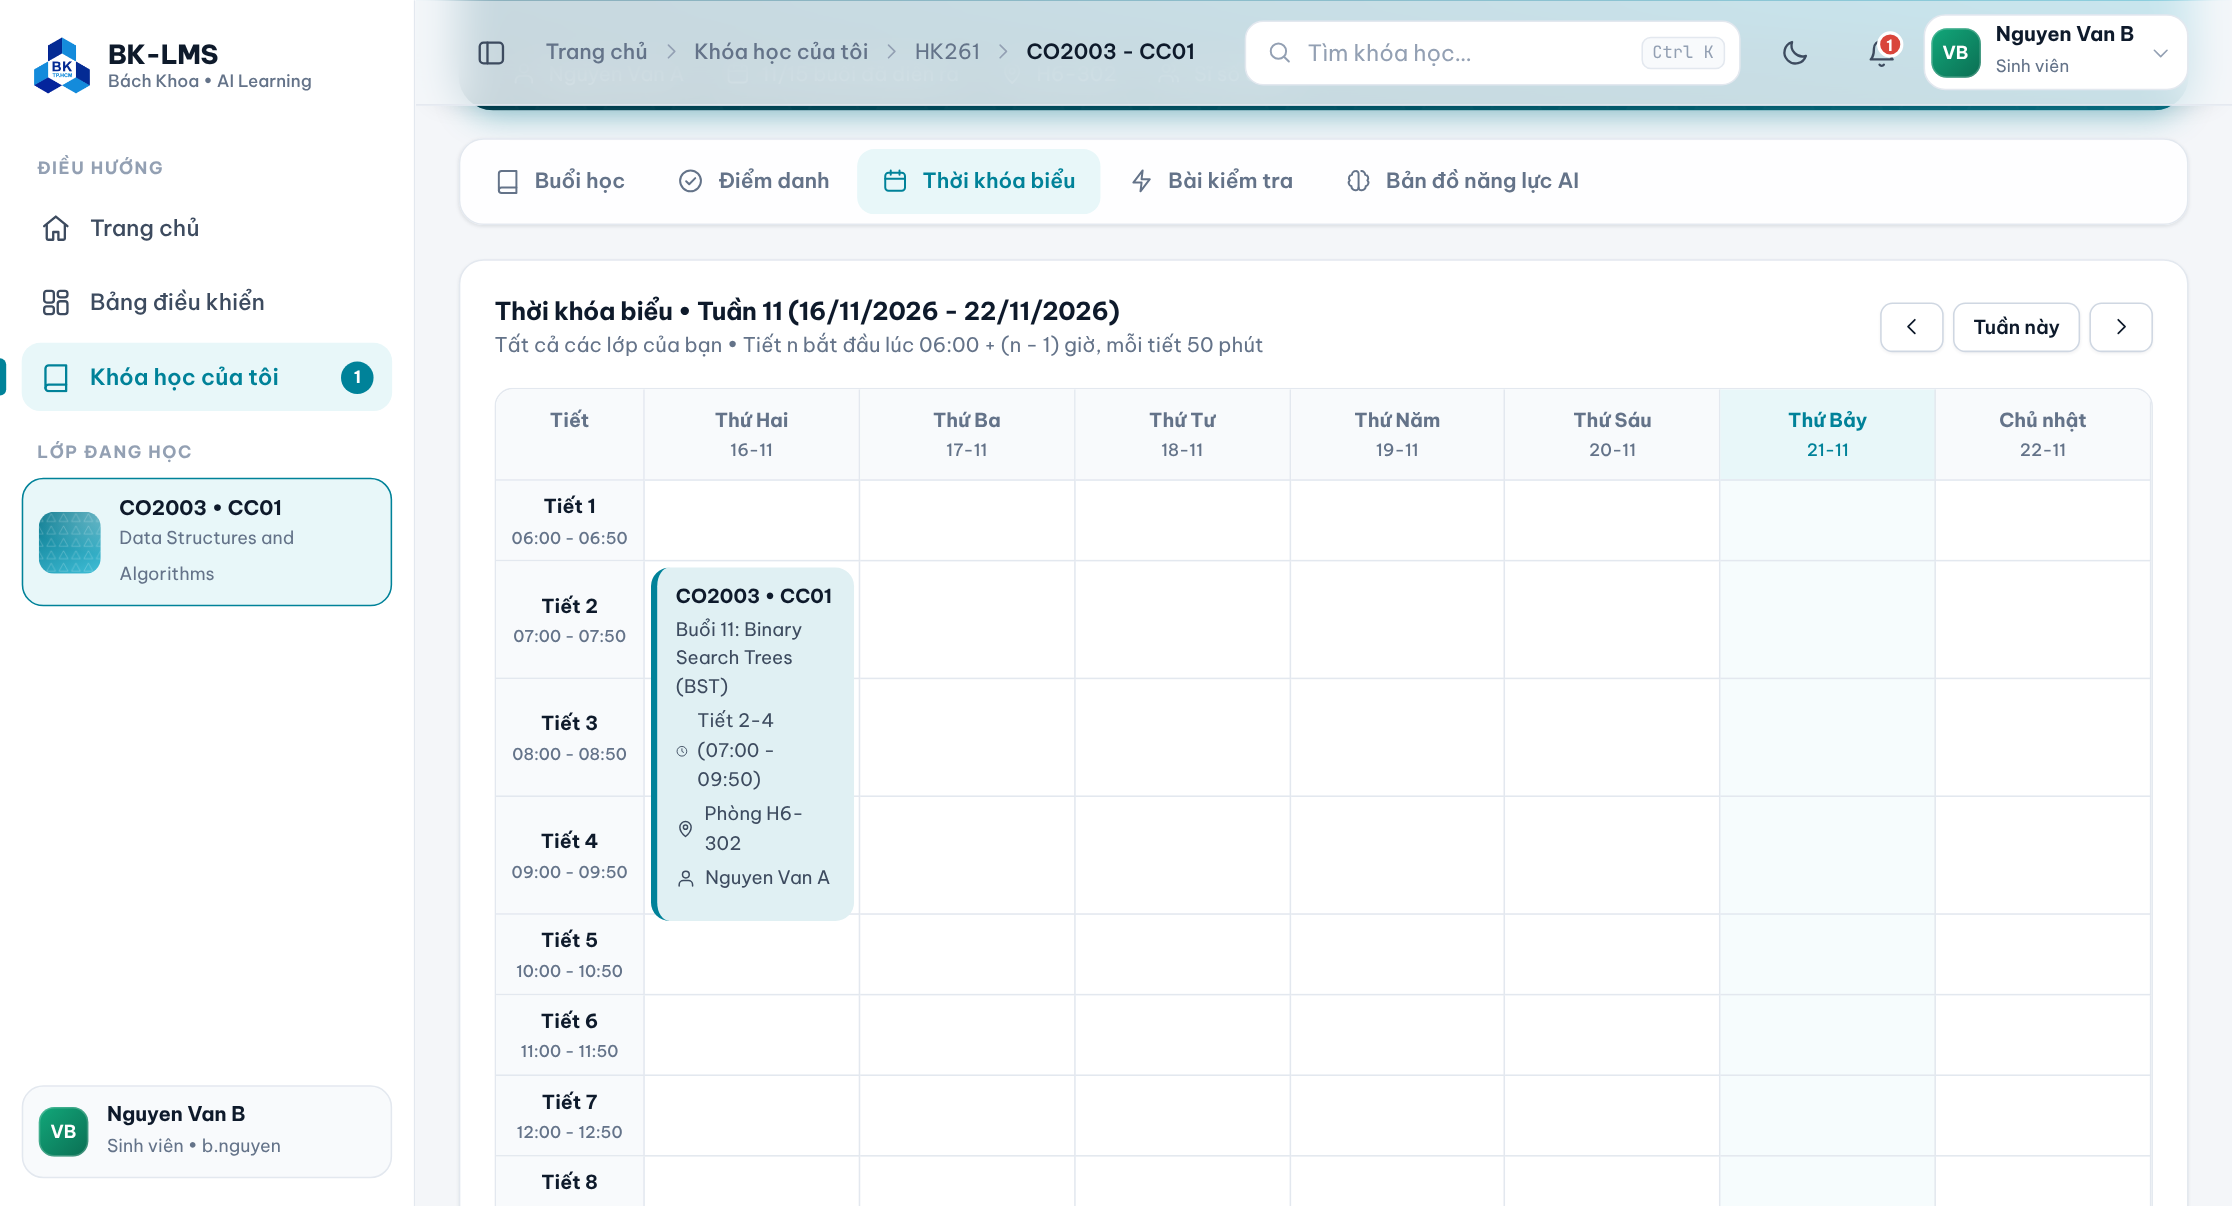 BK
TP.HCM
BK-LMS
Bách Khoa • AI Learning
ĐIỀU HƯỚNG
Trang chủ
Bảng điều khiển
Khóa học của tôi
1
LỚP ĐANG HỌC
CO2003 • CC01
Data Structures and
Algorithms
VB
Nguyen Van B
Sinh viên • b.nguyen
Trang chủ > Khóa học của tôi > HK261 > CO2003 - CC01
Tìm khóa học...
Ctrl K
1
VB
Nguyen Van B
Sinh viên
Buổi học
Điểm danh
Thời khóa biểu
Bài kiểm tra
Bản đồ năng lực AI
Thời khóa biểu • Tuần 11 (16/11/2026 - 22/11/2026)
Tất cả các lớp của bạn • Tiết n bắt đầu lúc 06:00 + (n - 1) giờ, mỗi tiết 50 phút
Tuần này
Tiết
Thứ Hai
16-11
Thứ Ba
17-11
Thứ Tư
18-11
Thứ Năm
19-11
Thứ Sáu
20-11
Thứ Bảy
21-11
Chủ nhật
22-11
Tiết 1
06:00 - 06:50
Tiết 2
07:00 - 07:50
Tiết 3
08:00 - 08:50
Tiết 4
09:00 - 09:50
CO2003 • CC01
Buổi 11: Binary
Search Trees
(BST)
Tiết 2-4
(07:00 -
09:50)
Phòng H6-
302
Nguyen Van A
Tiết 5
10:00 - 10:50
Tiết 6
11:00 - 11:50
Tiết 7
12:00 - 12:50
Tiết 8